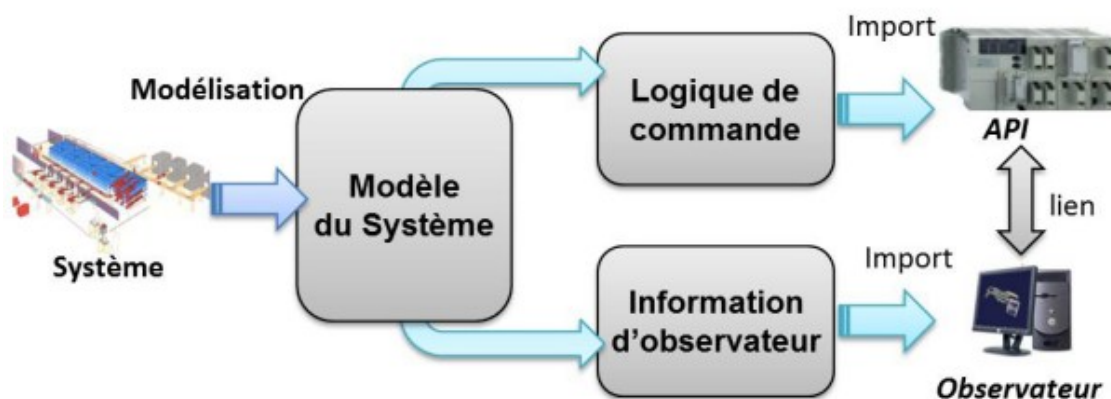 Modélisation
Système
Modèle
du Système
Logique de
commande
Import
API
lien
Information
d'observateur
Import
Observateur